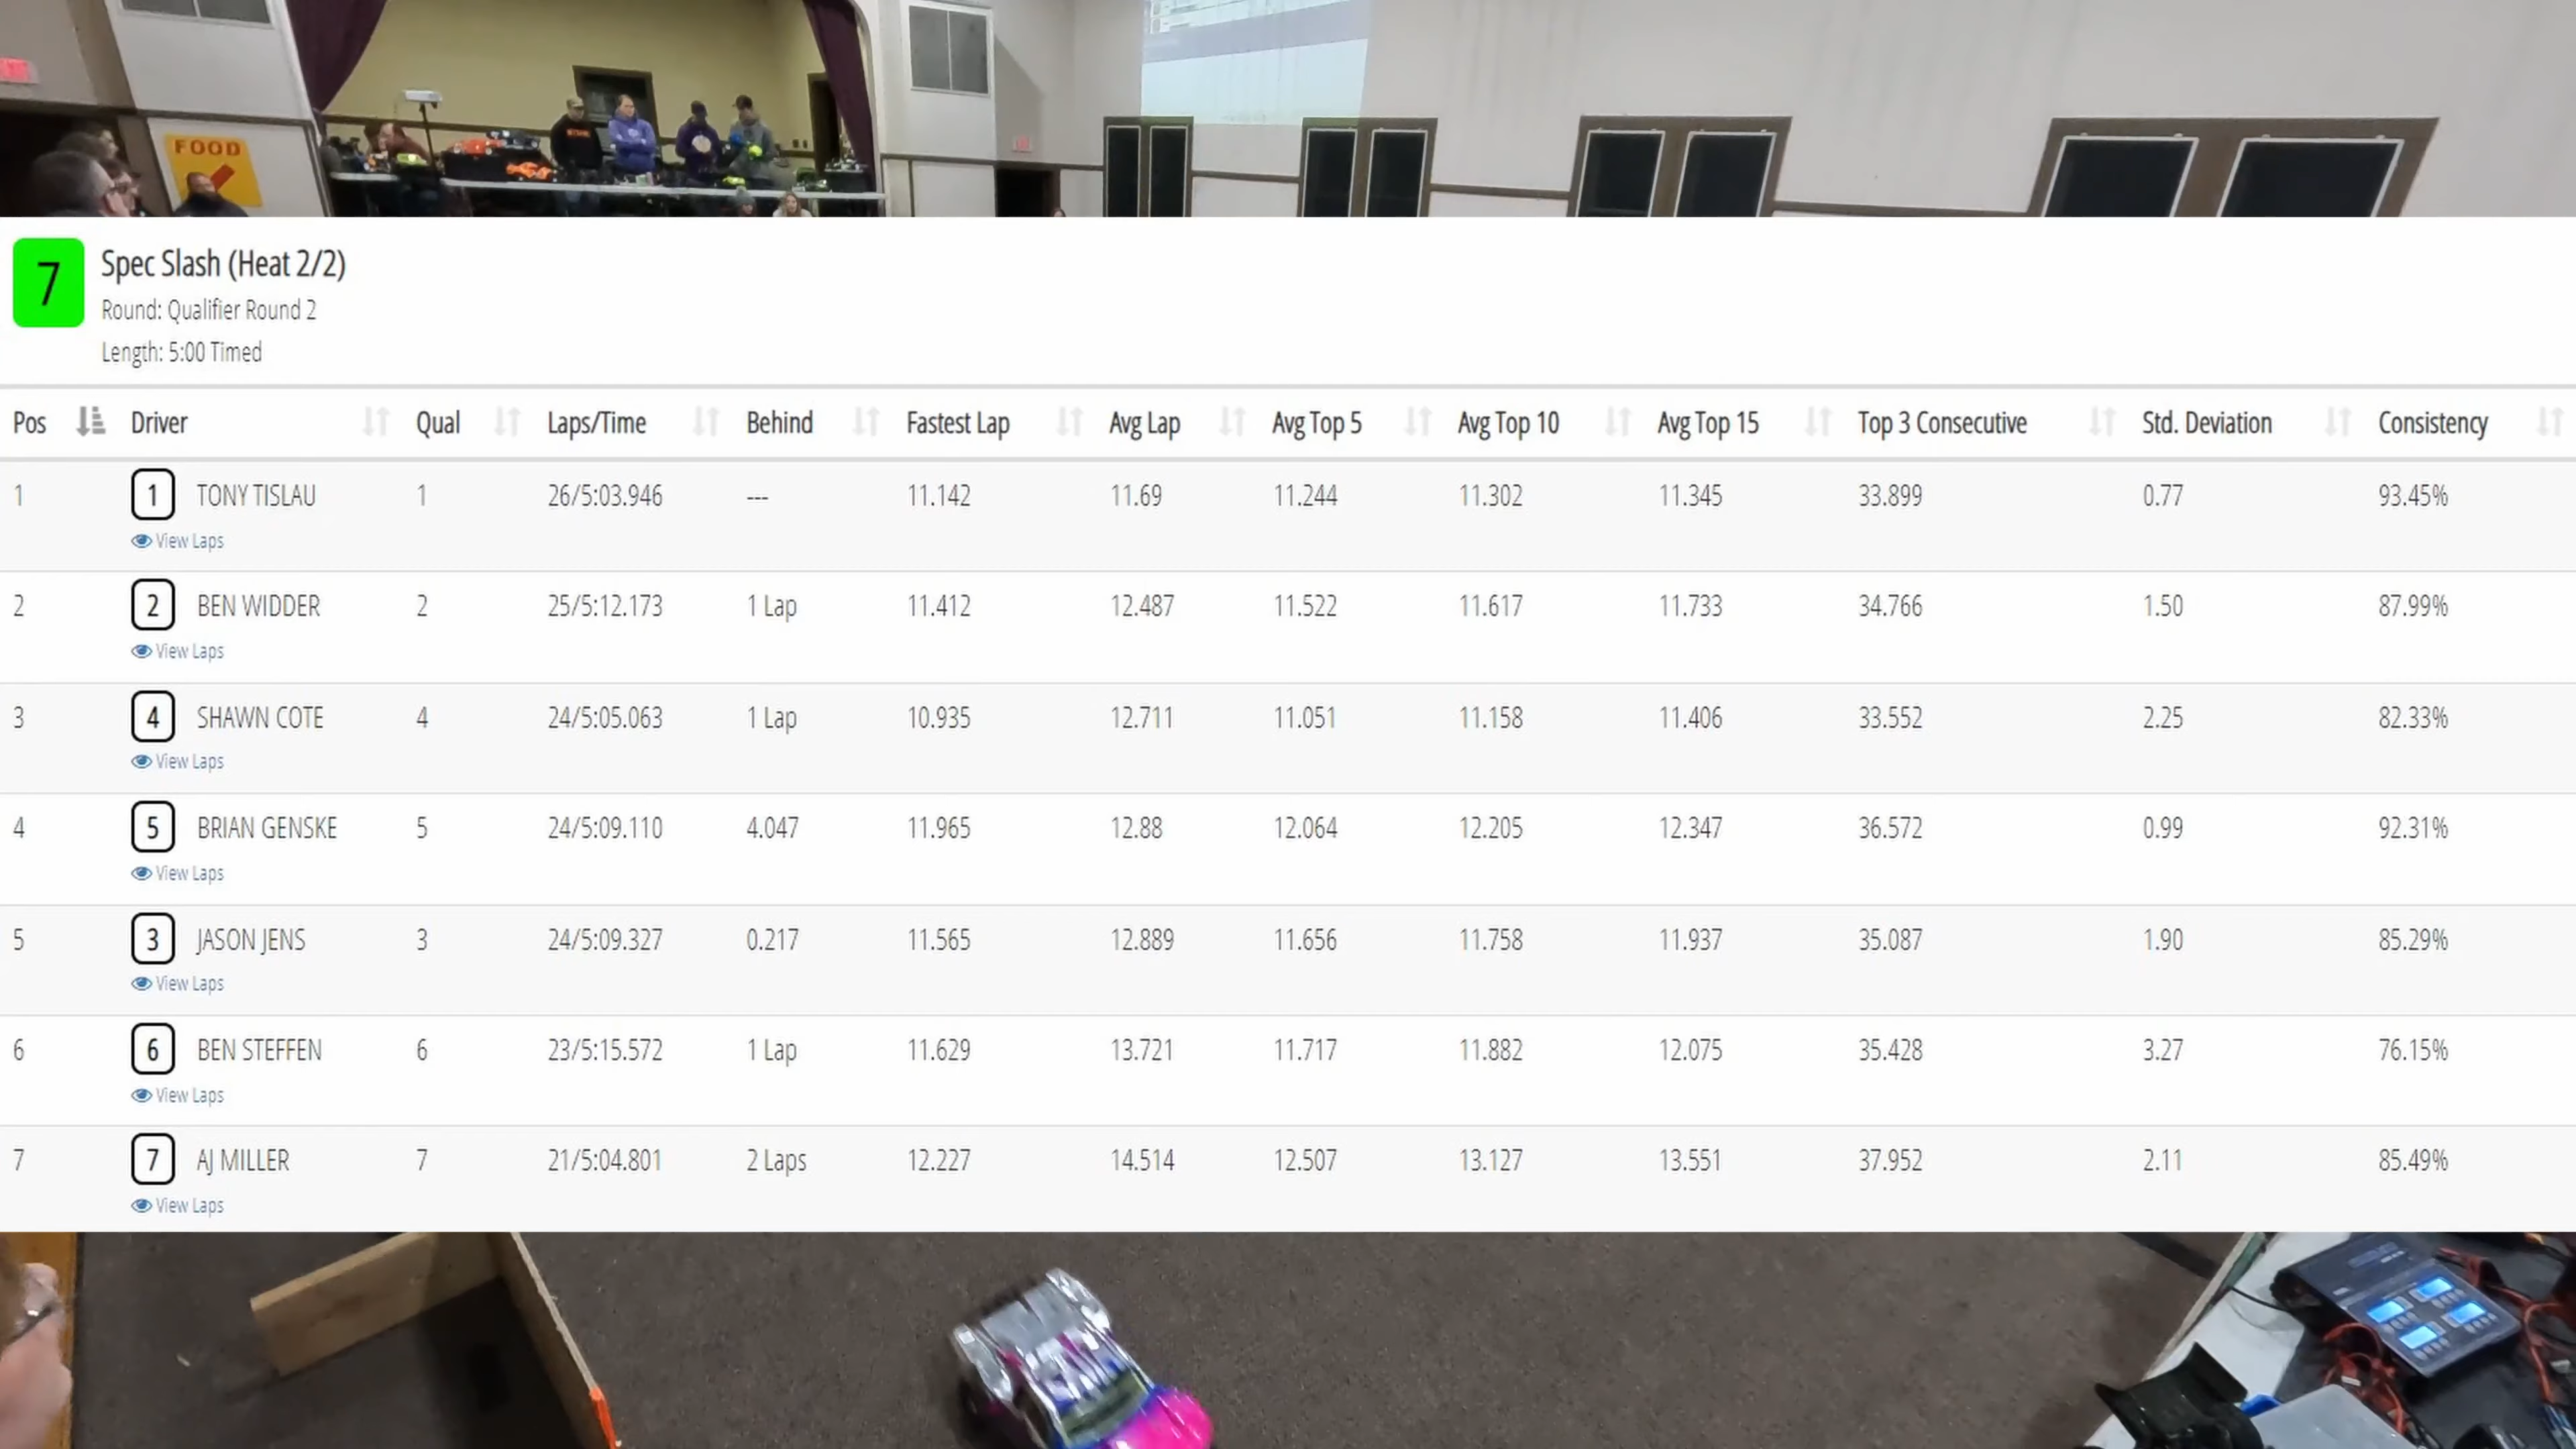 FOOD
7
Spec Slash (Heat 2/2)
Round: Qualifier Round 2
Length: 5:00 Timed
Pos Driver Qual Laps/Time Behind Fastest Lap Avg Lap Avg Top 5 Avg Top 10 Avg Top 15 Top 3 Consecutive Std. Deviation Consistency
1 1 TONY TISLAU 1 26/5:03.946 --- 11.142 11.69 11.244 11.302 11.345 33.899 0.77 93.45%
View Laps
2 2 BEN WIDDER 2 25/5:12.173 1 Lap 11.412 12.487 11.522 11.617 11.733 34.766 1.50 87.99%
View Laps
3 4 SHAWN COTE 4 24/5:05.063 1 Lap 10.935 12.711 11.051 11.158 11.406 33.552 2.25 82.33%
View Laps
4 5 BRIAN GENSKE 5 24/5:09.110 4.047 11.965 12.88 12.064 12.205 12.347 36.572 0.99 92.31%
View Laps
5 3 JASON JENS 3 24/5:09.327 0.217 11.565 12.889 11.656 11.758 11.937 35.087 1.90 85.29%
View Laps
6 6 BEN STEFFEN 6 23/5:15.572 1 Lap 11.629 13.721 11.717 11.882 12.075 35.428 3.27 76.15%
View Laps
7 7 AJ MILLER 7 21/5:04.801 2 Laps 12.227 14.514 12.507 13.127 13.551 37.952 2.11 85.49%
View Laps